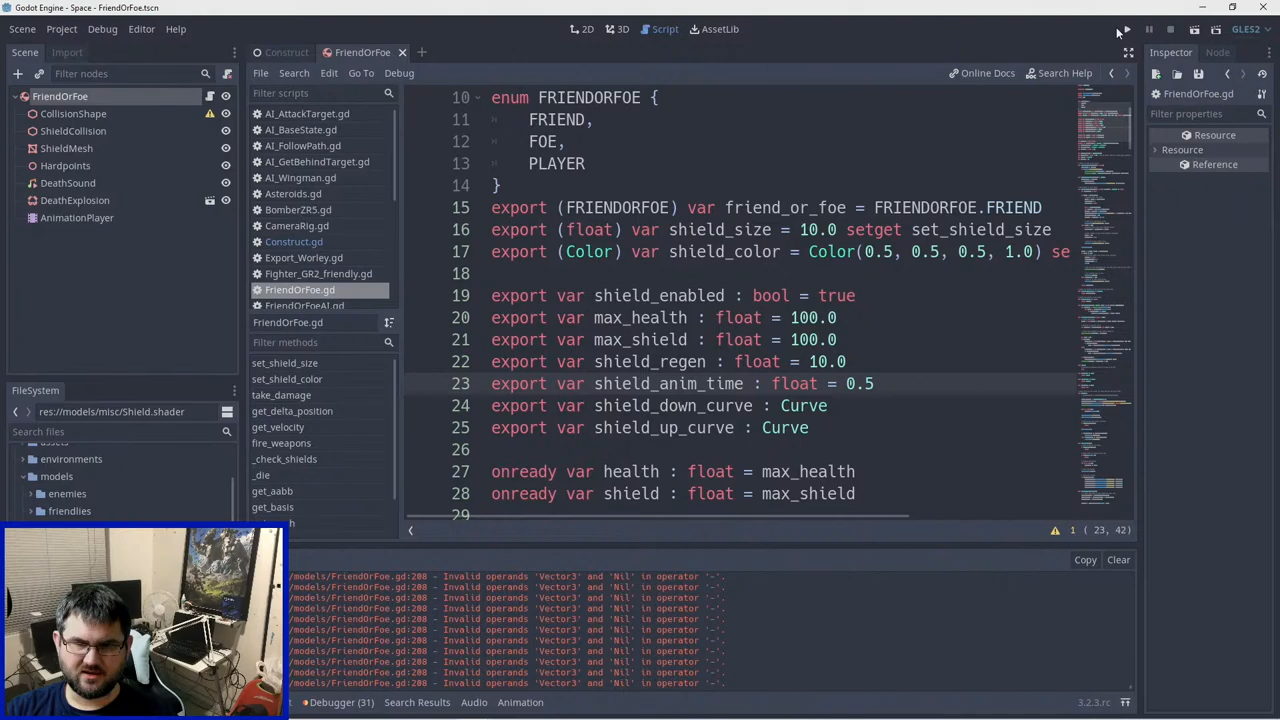 Godot Engine - FriendOrFoe.tscn
Scene Project Debug Editor Help
2D 3D Script AssetLib
GLES2
Scene Import
Filter nodes
FriendOrFoe
CollisionShape
ShieldCollision
ShieldMesh
Hardpoints
DeathSound
DeathExplosion
AnimationPlayer
FileSystem
res://models/misc/Shield.shader
Search files
environments
models
enemies
friendlies
Construct FriendOrFoe
File Search Edit Go To Debug
Online Docs Search Help
Filter scripts
AI_AttackTarget.gd
AI_BaseState.gd
AI_FollowPath.gd
AI_GetBehindTarget.gd
AI_Wingman.gd
Asteroids.gd
BomberZR5.gd
CameraRig.gd
Construct.gd
Export_Worley.gd
Fighter_GR2_friendly.gd
FriendOrFoe.gd
FriendOrFoeAI.gd
FriendOrFoe.gd
Filter methods
set_shield_size
set_shield_color
take_damage
get_delta_position
get_velocity
fire_weapons
_check_shields
_die
get_aabb
get_basis
10 enum FRIENDORFOE {
11 FRIEND,
12 FOE,
13 PLAYER
14 }
15 export (FRIENDORFOE) var friend_or_foe = FRIENDORFOE.FRIEND
16 export (float) var shield_size = 10.0 setget set_shield_size
17 export (Color) var shield_color = Color(0.5, 0.5, 0.5, 1.0) se
18
19 export var shield_enabled : bool = true
20 export var max_health : float = 100.0
21 export var max_shield : float = 100.0
22 export var shield_regen : float = 10.0
23 export var shield_anim_time : float = 0.5
24 export var shield_down_curve : Curve
25 export var shield_up_curve : Curve
26
27 onready var health : float = max_health
28 onready var shield : float = max_shield
29
1 ( 23, 42)
Copy Clear
/models/FriendOrFoe.gd:208 - Invalid operands 'Vector3' and 'Nil' in operator '-'.
/models/FriendOrFoe.gd:208 - Invalid operands 'Vector3' and 'Nil' in operator '-'.
/models/FriendOrFoe.gd:208 - Invalid operands 'Vector3' and 'Nil' in operator '-'.
/models/FriendOrFoe.gd:208 - Invalid operands 'Vector3' and 'Nil' in operator '-'.
/models/FriendOrFoe.gd:208 - Invalid operands 'Vector3' and 'Nil' in operator '-'.
/models/FriendOrFoe.gd:208 - Invalid operands 'Vector3' and 'Nil' in operator '-'.
/models/FriendOrFoe.gd:208 - Invalid operands 'Vector3' and 'Nil' in operator '-'.
/models/FriendOrFoe.gd:208 - Invalid operands 'Vector3' and 'Nil' in operator '-'.
/models/FriendOrFoe.gd:208 - Invalid operands 'Vector3' and 'Nil' in operator '-'.
/models/FriendOrFoe.gd:208 - Invalid operands 'Vector3' and 'Nil' in operator '-'.
/models/FriendOrFoe.gd:208 - Invalid operands 'Vector3' and 'Nil' in operator '-'.
Debugger (31) Search Results Audio Animation
3.2.3.rc
Inspector Node
FriendOrFoe.gd
Filter properties
Resource
Resource
Reference